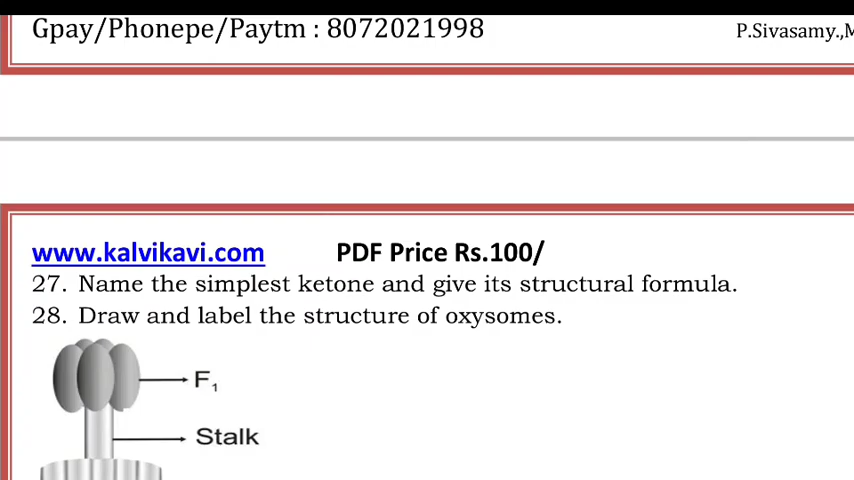 Gpay/Phonepe/Paytm : 8072021998 P.Sivasamy.,M
www.kalvikavi.com PDF Price Rs.100/
27. Name the simplest ketone and give its structural formula.
28. Draw and label the structure of oxysomes.
F₁
Stalk